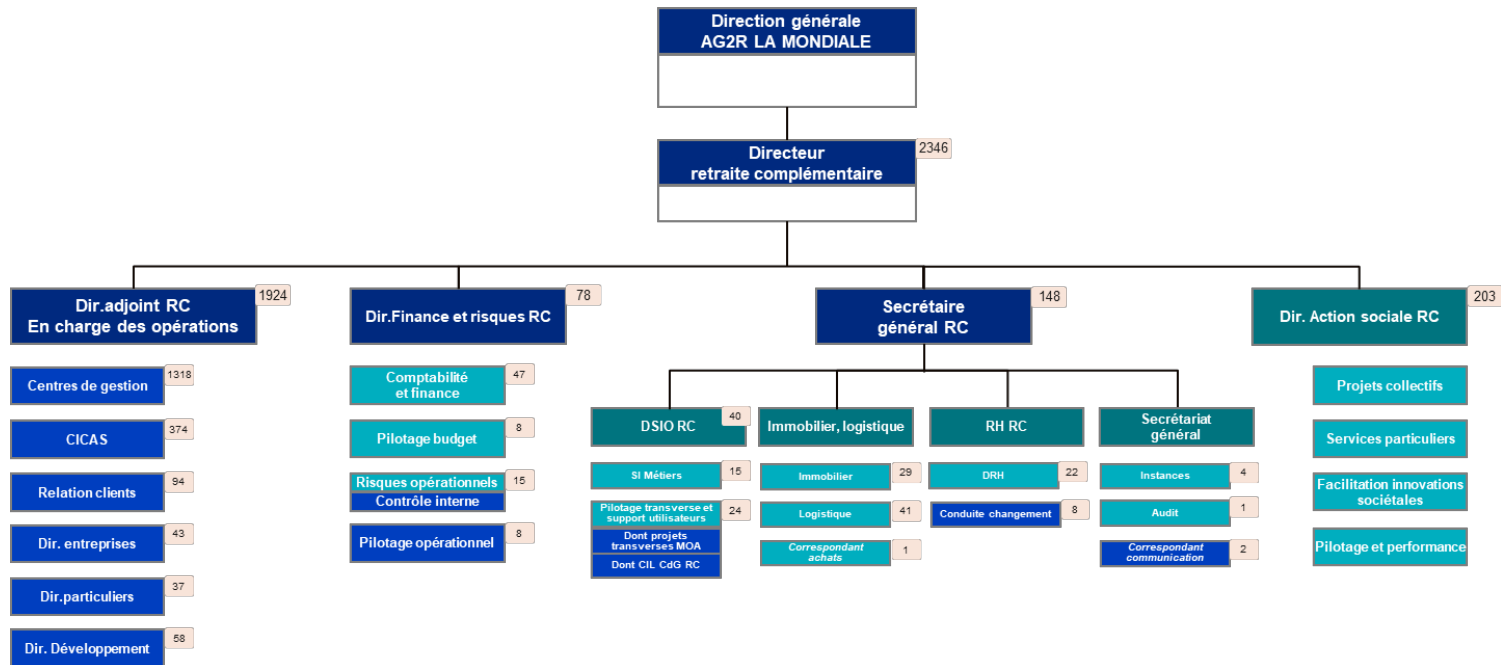 Direction générale
AG2R LA MONDIALE
Directeur
retraite complémentaire
2346
Dir.adjoint RC
En charge des opérations
1924
Centres de gestion
1318
CICAS
374
Relation clients
94
Dir. entreprises
43
Dir.particuliers
37
Dir. Développement
58
Dir.Finance et risques RC
78
Comptabilité
et finance
47
Pilotage budget
8
Risques opérationnels
15
Contrôle interne
Pilotage opérationnel
8
Secrétaire
général RC
148
DSIO RC
40
SI Métiers
15
Pilotage transverse et
support utilisateurs
24
Dont projets
transverses MOA
Dont CIL CdG RC
Immobilier, logistique
Immobilier
29
Logistique
41
Correspondant
achats
1
RH RC
DRH
22
Conduite changement
8
Secrétariat
général
Instances
4
Audit
1
Correspondant
communication
2
Dir. Action sociale RC
203
Projets collectifs
Services particuliers
Facilitation innovations
sociétales
Pilotage et performance